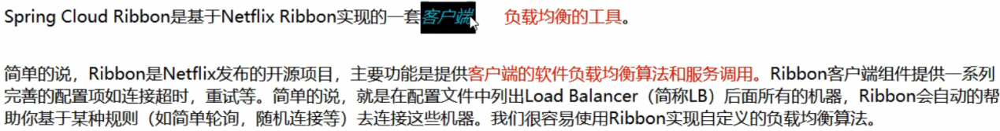 Spring Cloud Ribbon是基于Netflix Ribbon实现的一套客户端 负载均衡的工具。
简单的说，Ribbon是Netflix发布的开源项目，主要功能是提供客户端的软件负载均衡算法和服务调用。Ribbon客户端组件提供一系列
完善的配置项如连接超时，重试等。简单的说，就是在配置文件中列出Load Balancer（简称LB）后面所有的机器，Ribbon会自动的帮
助你基于某种规则（如简单轮询，随机连接等）去连接这些机器。我们很容易使用Ribbon实现自定义的负载均衡算法。